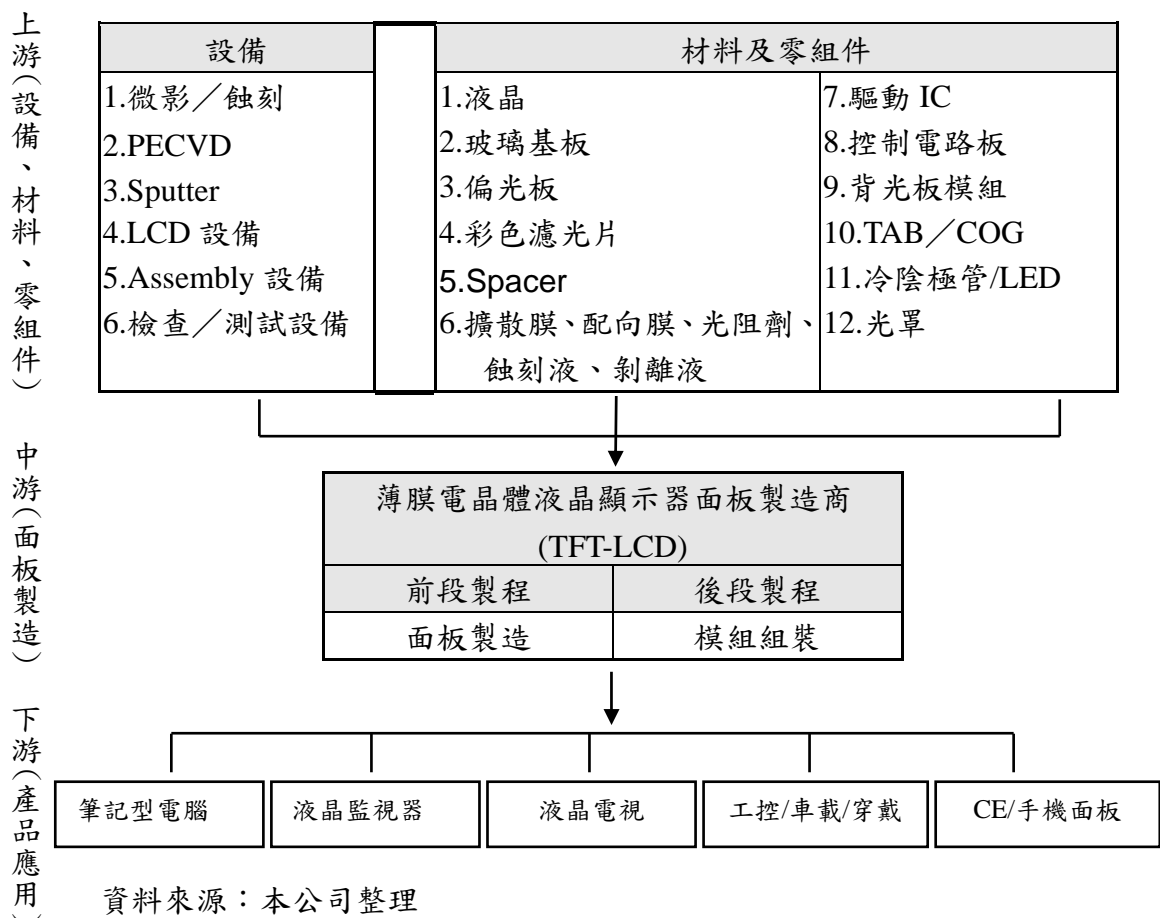 上游(設備、材料、零組件)
設備
1.微影／蝕刻
2.PECVD
3.Sputter
4.LCD 設備
5.Assembly 設備
6.檢查／測試設備
材料及零組件
1.液晶
2.玻璃基板
3.偏光板
4.彩色濾光片
5.Spacer
6.擴散膜、配向膜、光阻劑、
蝕刻液、剝離液
7.驅動 IC
8.控制電路板
9.背光板模組
10.TAB／COG
11.冷陰極管/LED
12.光罩
中游(面板製造)
薄膜電晶體液晶顯示器面板製造商
(TFT-LCD)
前段製程
後段製程
面板製造
模組組裝
下游(產品應用)
筆記型電腦
液晶監視器
液晶電視
工控/車載/穿戴
CE/手機面板
資料來源：本公司整理